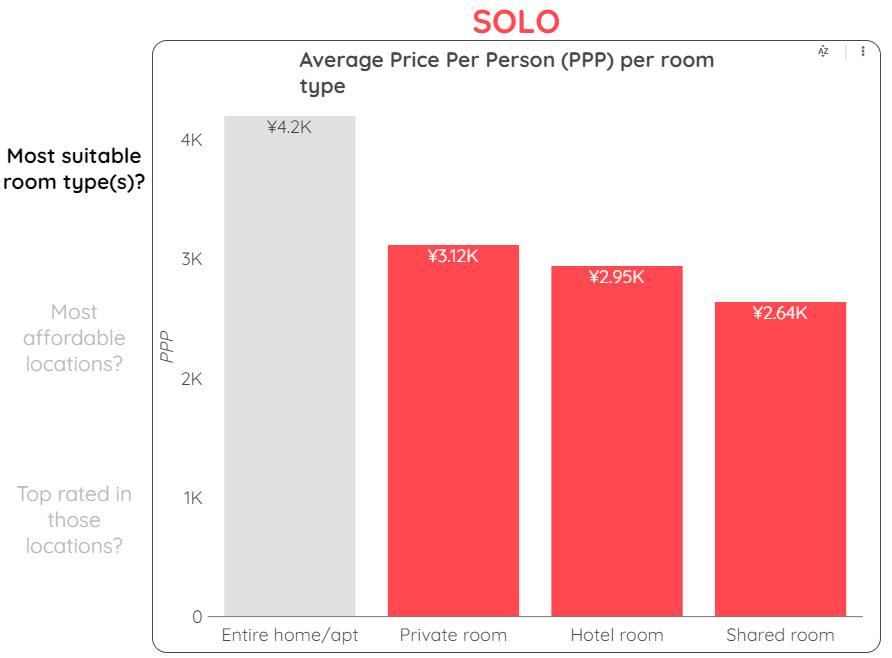 SOLO
Average Price Per Person (PPP) per room
type
AZ
Most suitable
room type(s)?
Most
affordable
locations?
Top rated in
those
locations?
PPP
4K
3K
2K
1K
0
¥4.2K
¥3.12K
¥2.95K
¥2.64K
Entire home/apt
Private room
Hotel room
Shared room